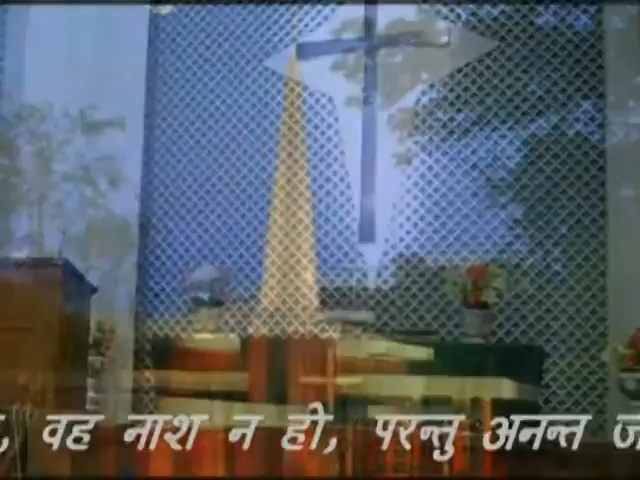 , वह नाश न हो, परन्तु अनन्त